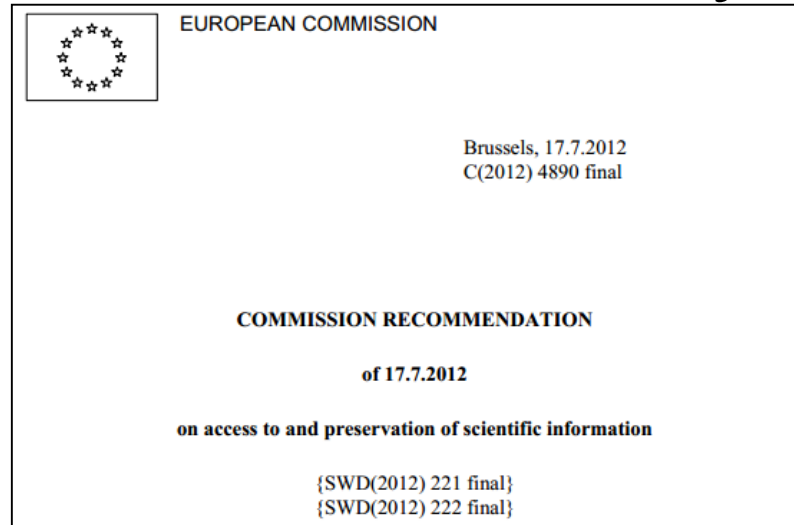 EUROPEAN COMMISSION
Brussels, 17.7.2012
C(2012) 4890 final
COMMISSION RECOMMENDATION
of 17.7.2012
on access to and preservation of scientific information
{SWD(2012) 221 final}
{SWD(2012) 222 final}